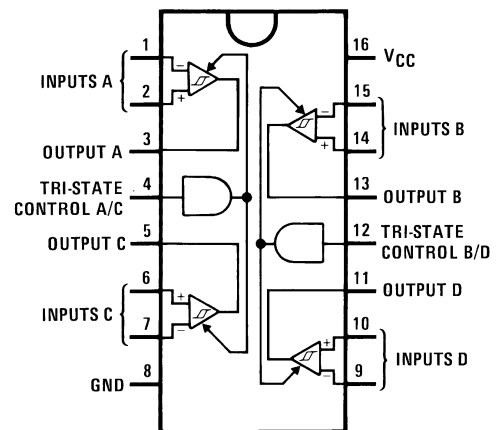 1
INPUTS A
−
+
2
3
OUTPUT A
4
TRI-STATE
CONTROL A/C
5
OUTPUT C
6
INPUTS C
+
−
7
8
GND
16
VCC
15
INPUTS B
−
+
14
13
OUTPUT B
12
TRI-STATE
CONTROL B/D
11
OUTPUT D
10
INPUTS D
+
−
9